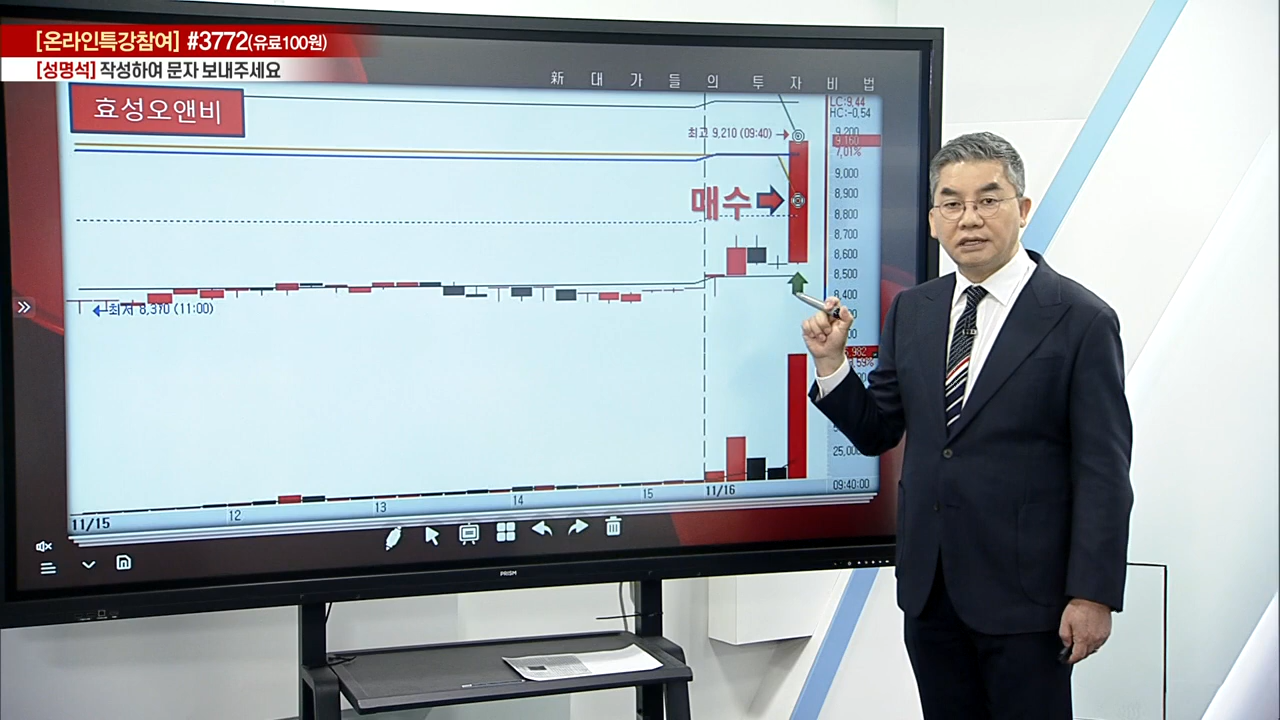 [온라인특강참여] #3772(유료100원)
[성명석] 작성하여 문자 보내주세요
新 대 가 들 의 투 자 비 법
효성오앤비
LC:9.44
HC:-0.54
최고 9,210 (09:40)
9,200
9,160
7.01%
9,000
매수
8,900
8,800
8,700
8,600
8,500
8,400
최저 8,370 (11:00)
25,000
09:40:00
11/15
12
13
14
15
11/16
PRISM